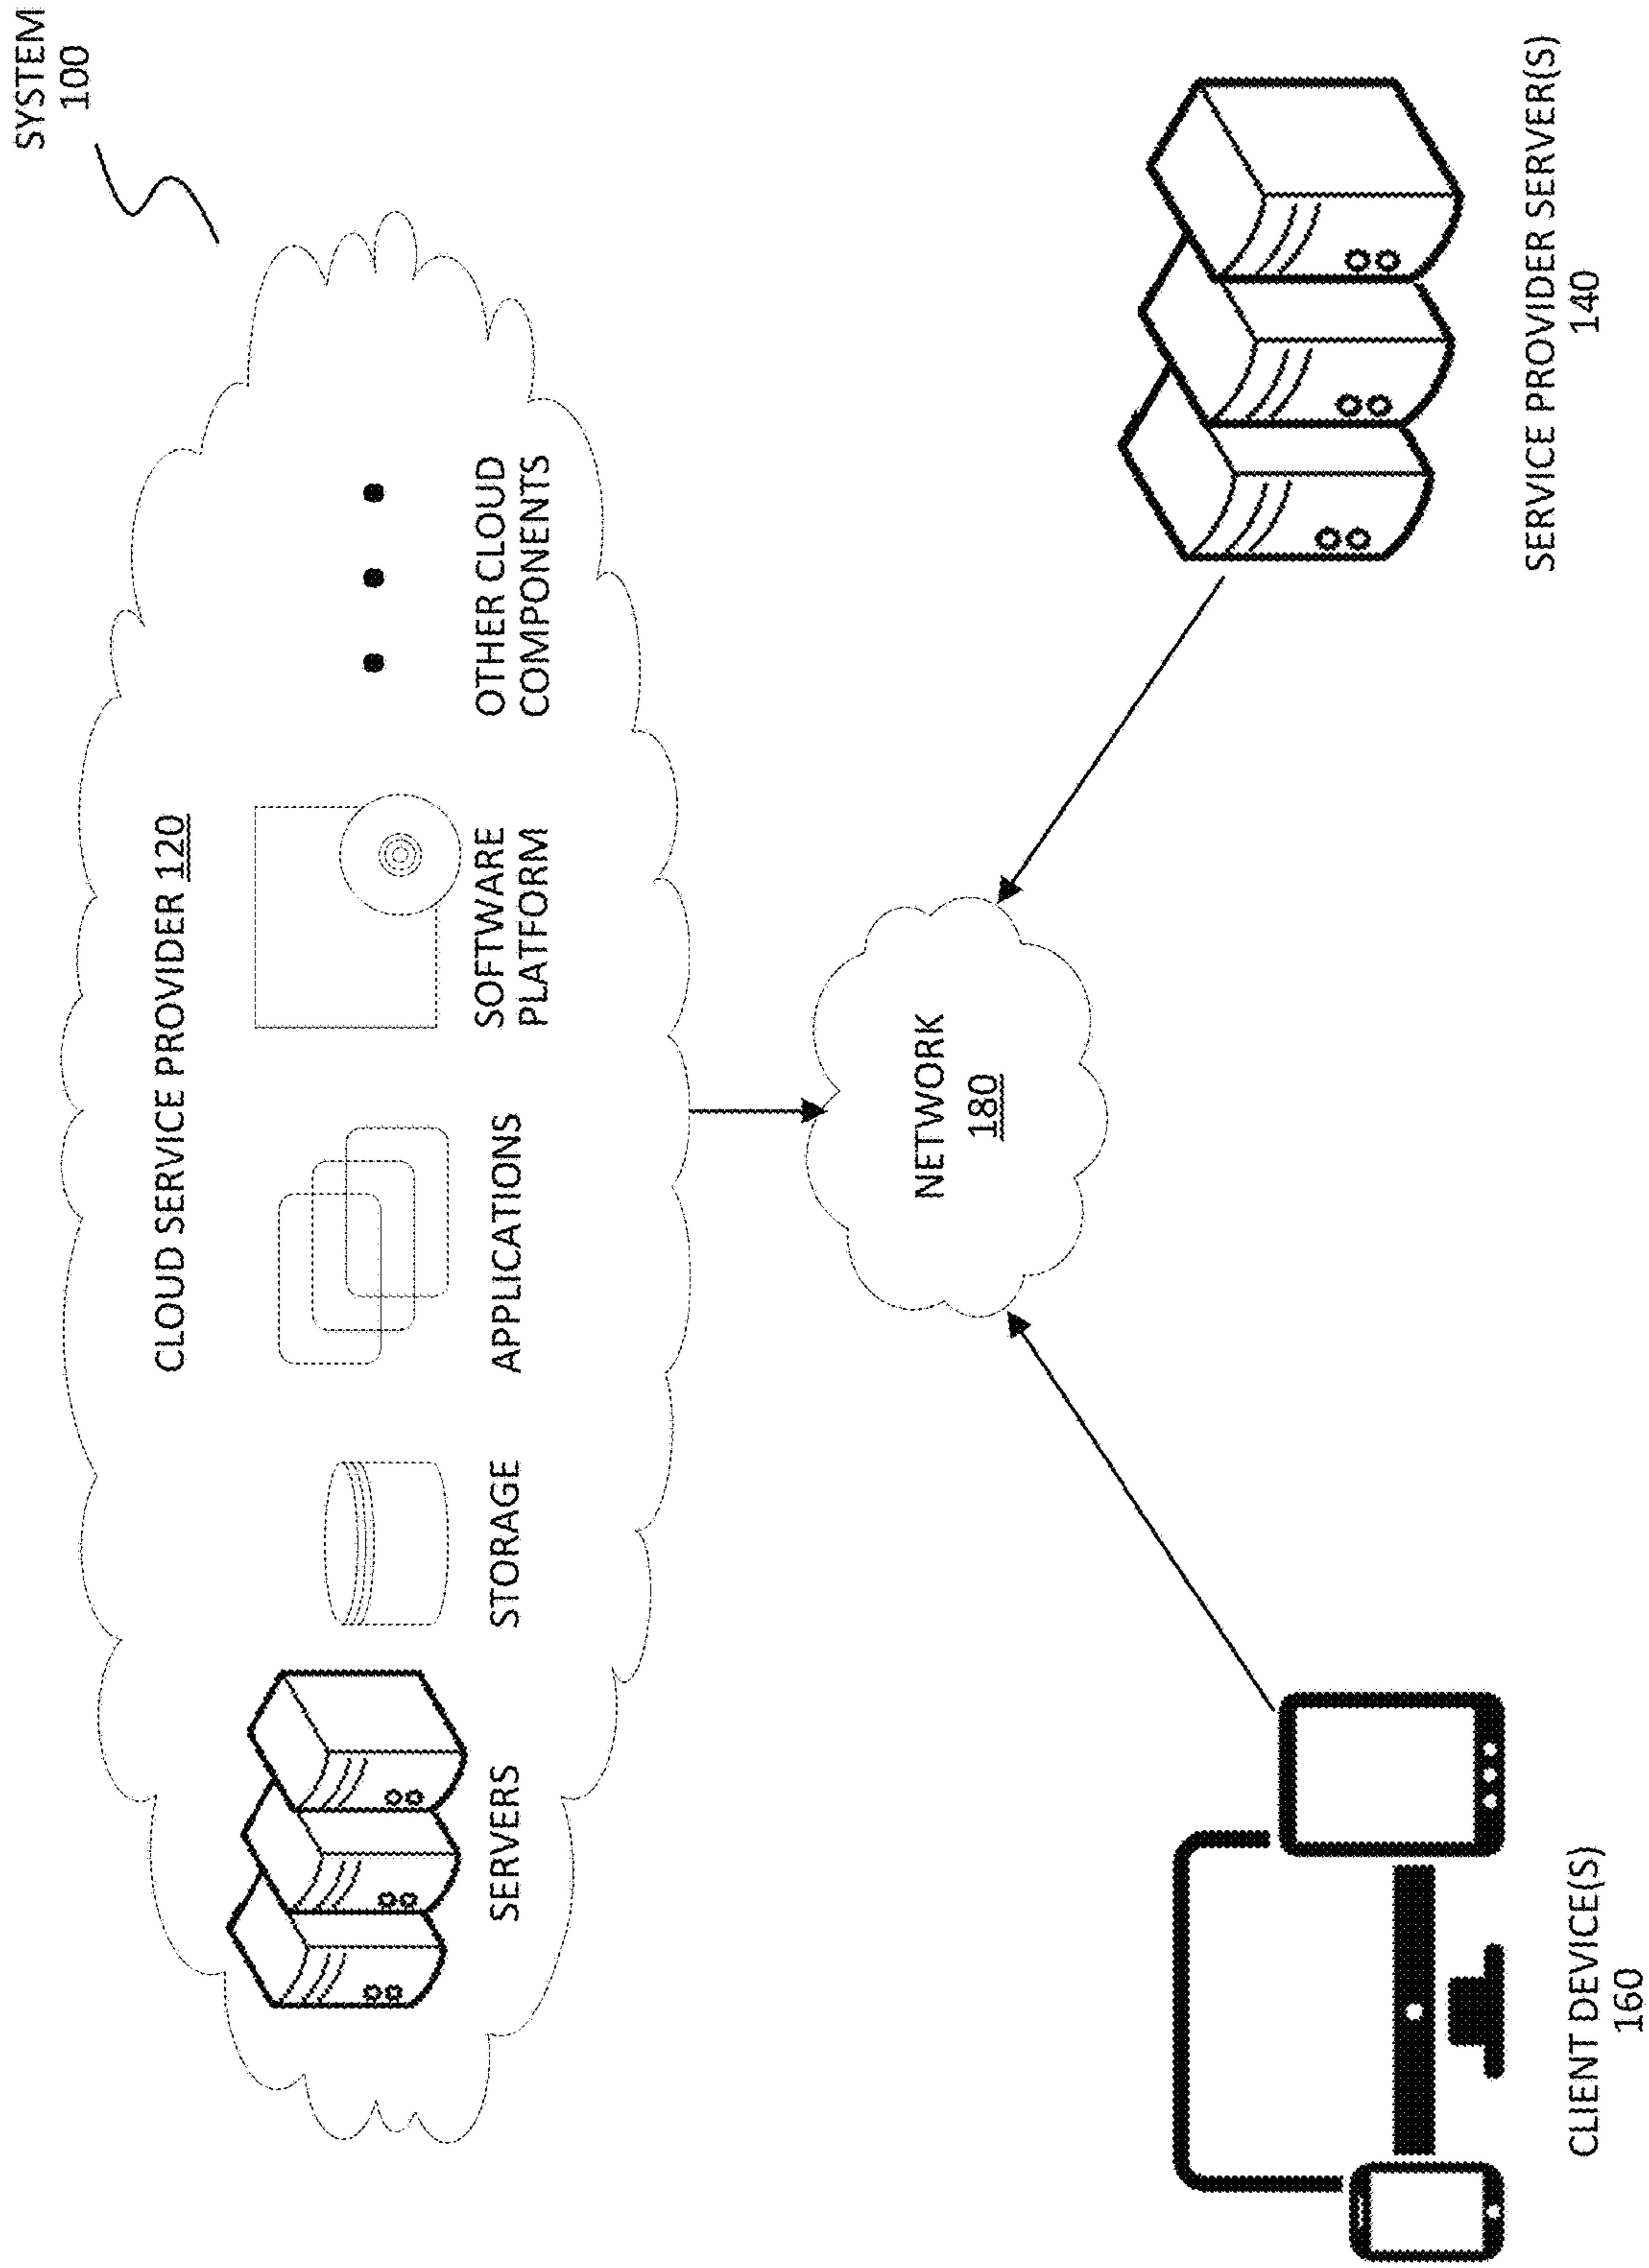 SYSTEM
100
CLOUD SERVICE PROVIDER 120
SERVERS
STORAGE
APPLICATIONS
SOFTWARE
PLATFORM
OTHER CLOUD
COMPONENTS
NETWORK
180
CLIENT DEVICE(S)
160
SERVICE PROVIDER SERVER(S)
140